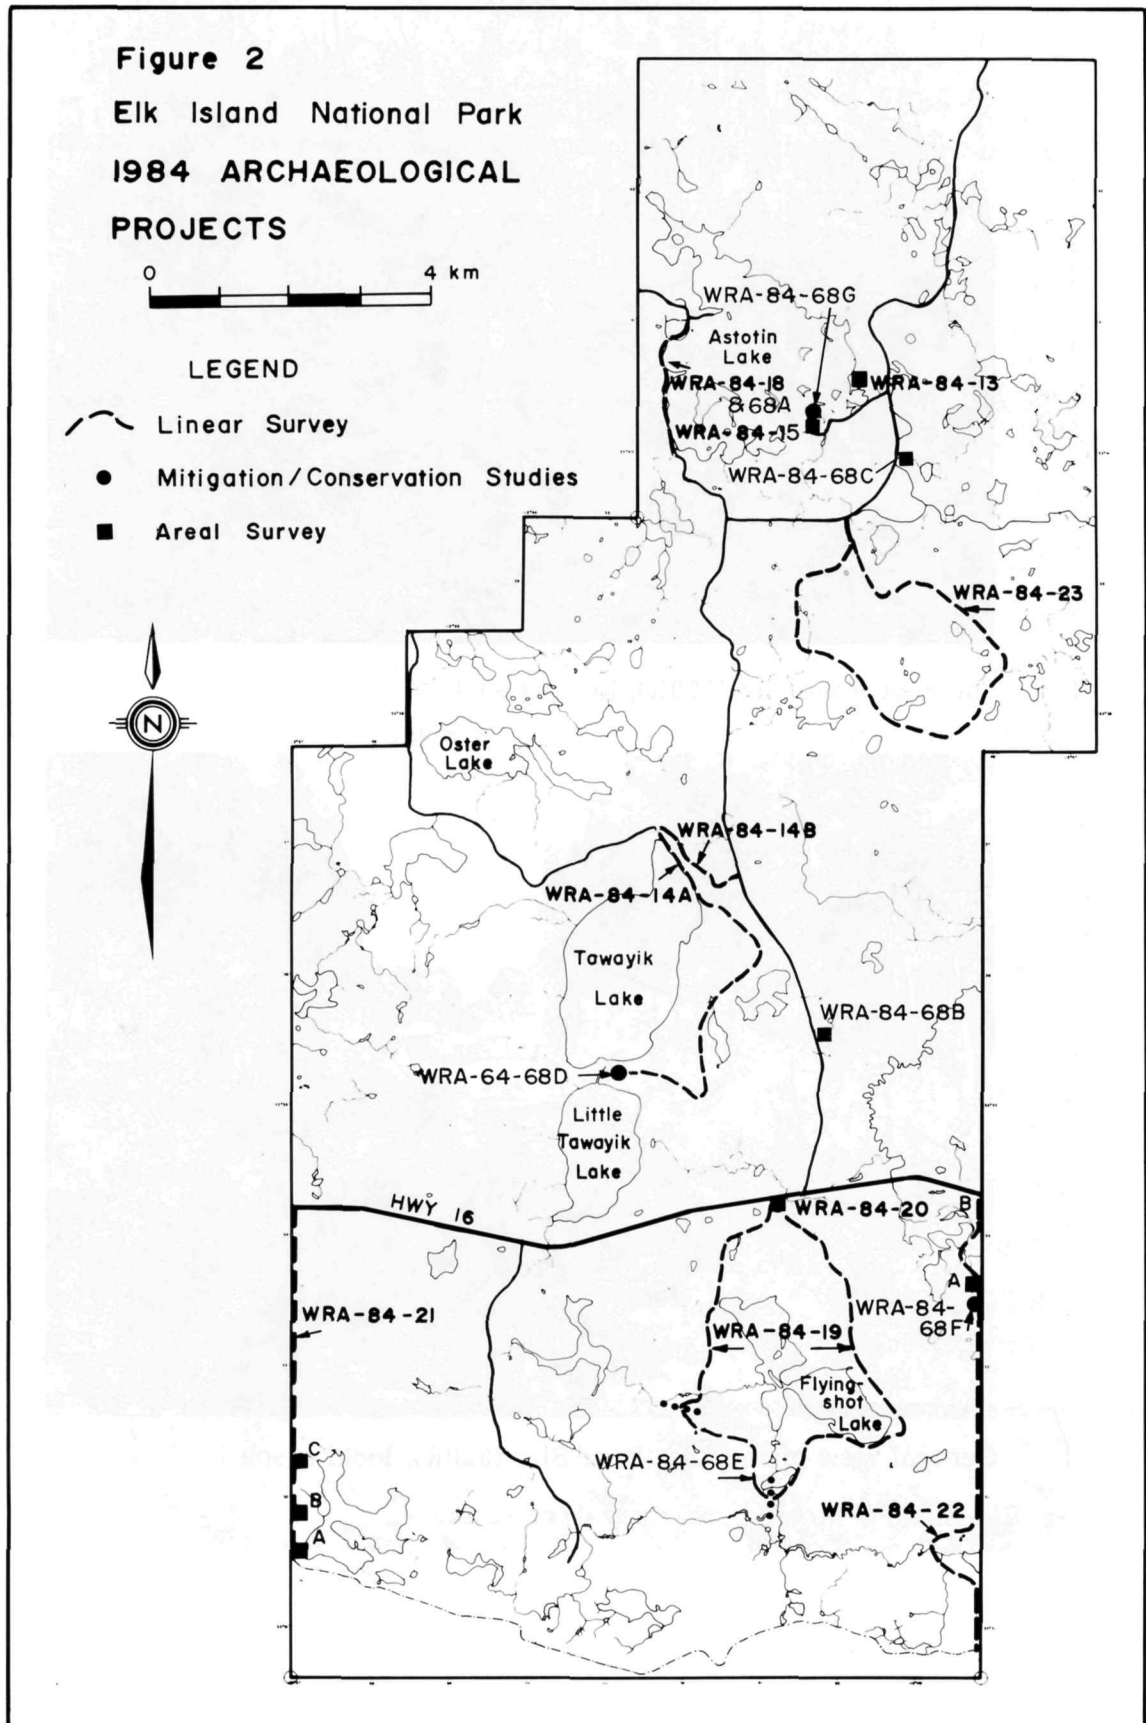 Figure 2
Elk Island National Park
1984 ARCHAEOLOGICAL
PROJECTS
0 4 km
LEGEND
Linear Survey
Mitigation/Conservation Studies
Areal Survey
N
WRA-84-68G
Astotin
Lake
WRA-84-18
&68A
WRA-84-13
WRA-84-15
WRA-84-68C
WRA-84-23
Oster
Lake
WRA-84-14B
WRA-84-14A
Tawayik
Lake
WRA-84-68B
WRA-64-68D
Little
Tawayik
Lake
HWY 16
WRA-84-20
B
A
WRA-84-
68F
WRA-84-21
WRA-84-19
Flying-
shot
Lake
WRA-84-68E
C
B
A
WRA-84-22